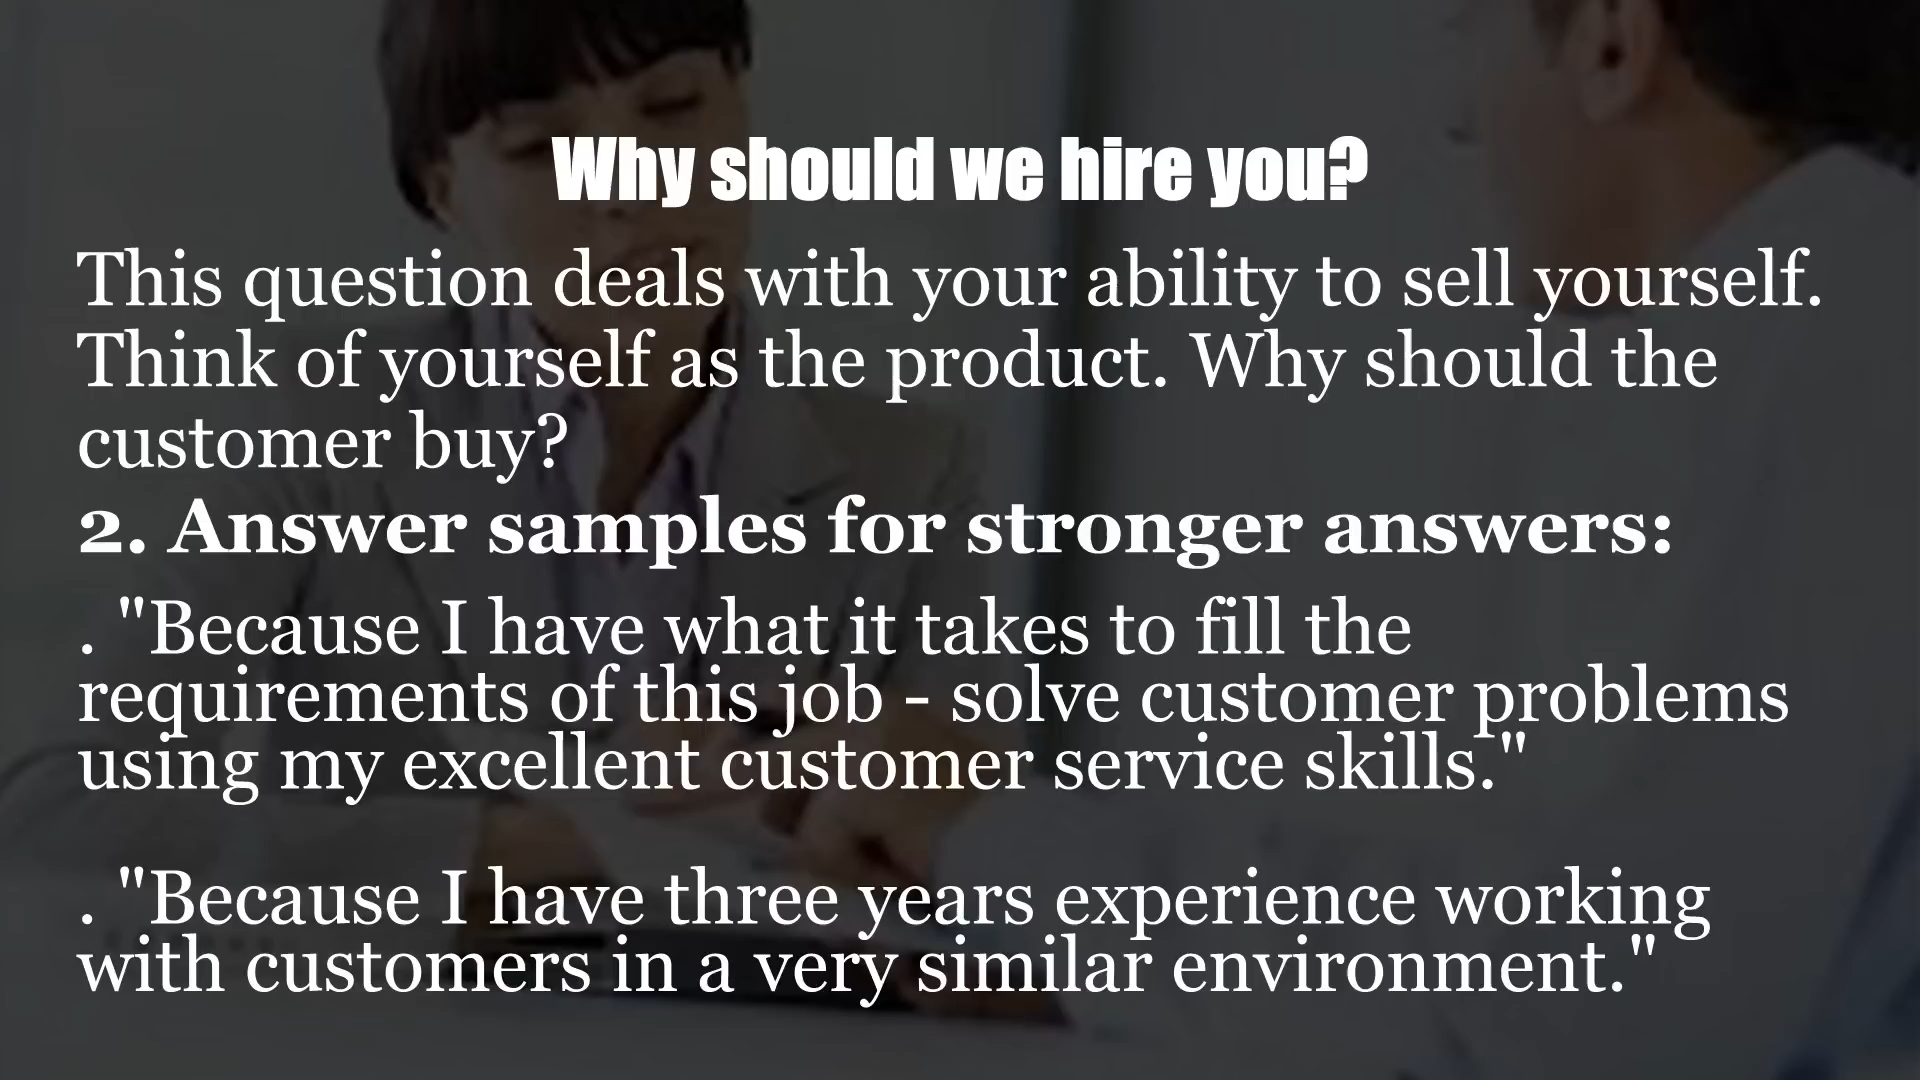 Why should we hire you?
This question deals with your ability to sell yourself.
Think of yourself as the product. Why should the
customer buy?
2. Answer samples for stronger answers:
. "Because I have what it takes to fill the
requirements of this job - solve customer problems
using my excellent customer service skills."
. "Because I have three years experience working
with customers in a very similar environment."